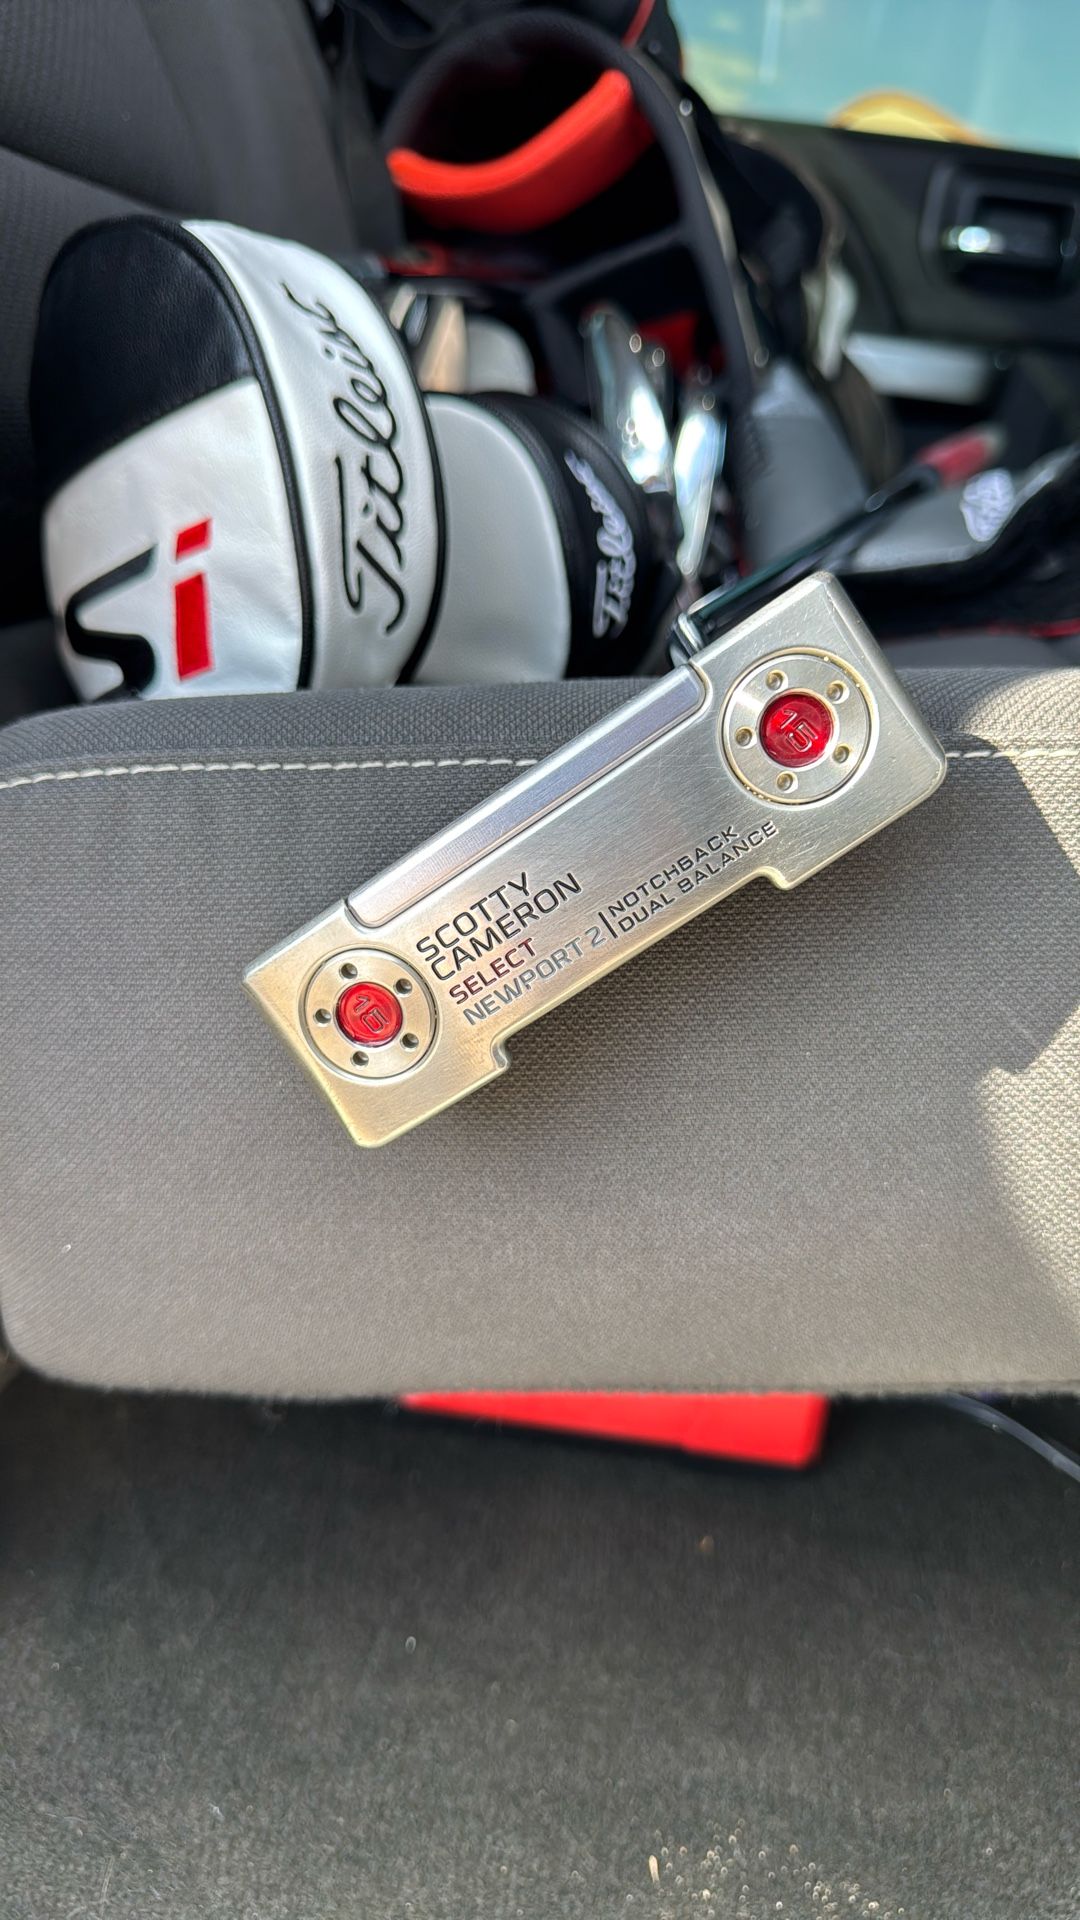 Titleist
Titleist
Si
15
SCOTTY
CAMERON
SELECT
NEWPORT 2 | NOTCHBACK
DUAL BALANCE
15